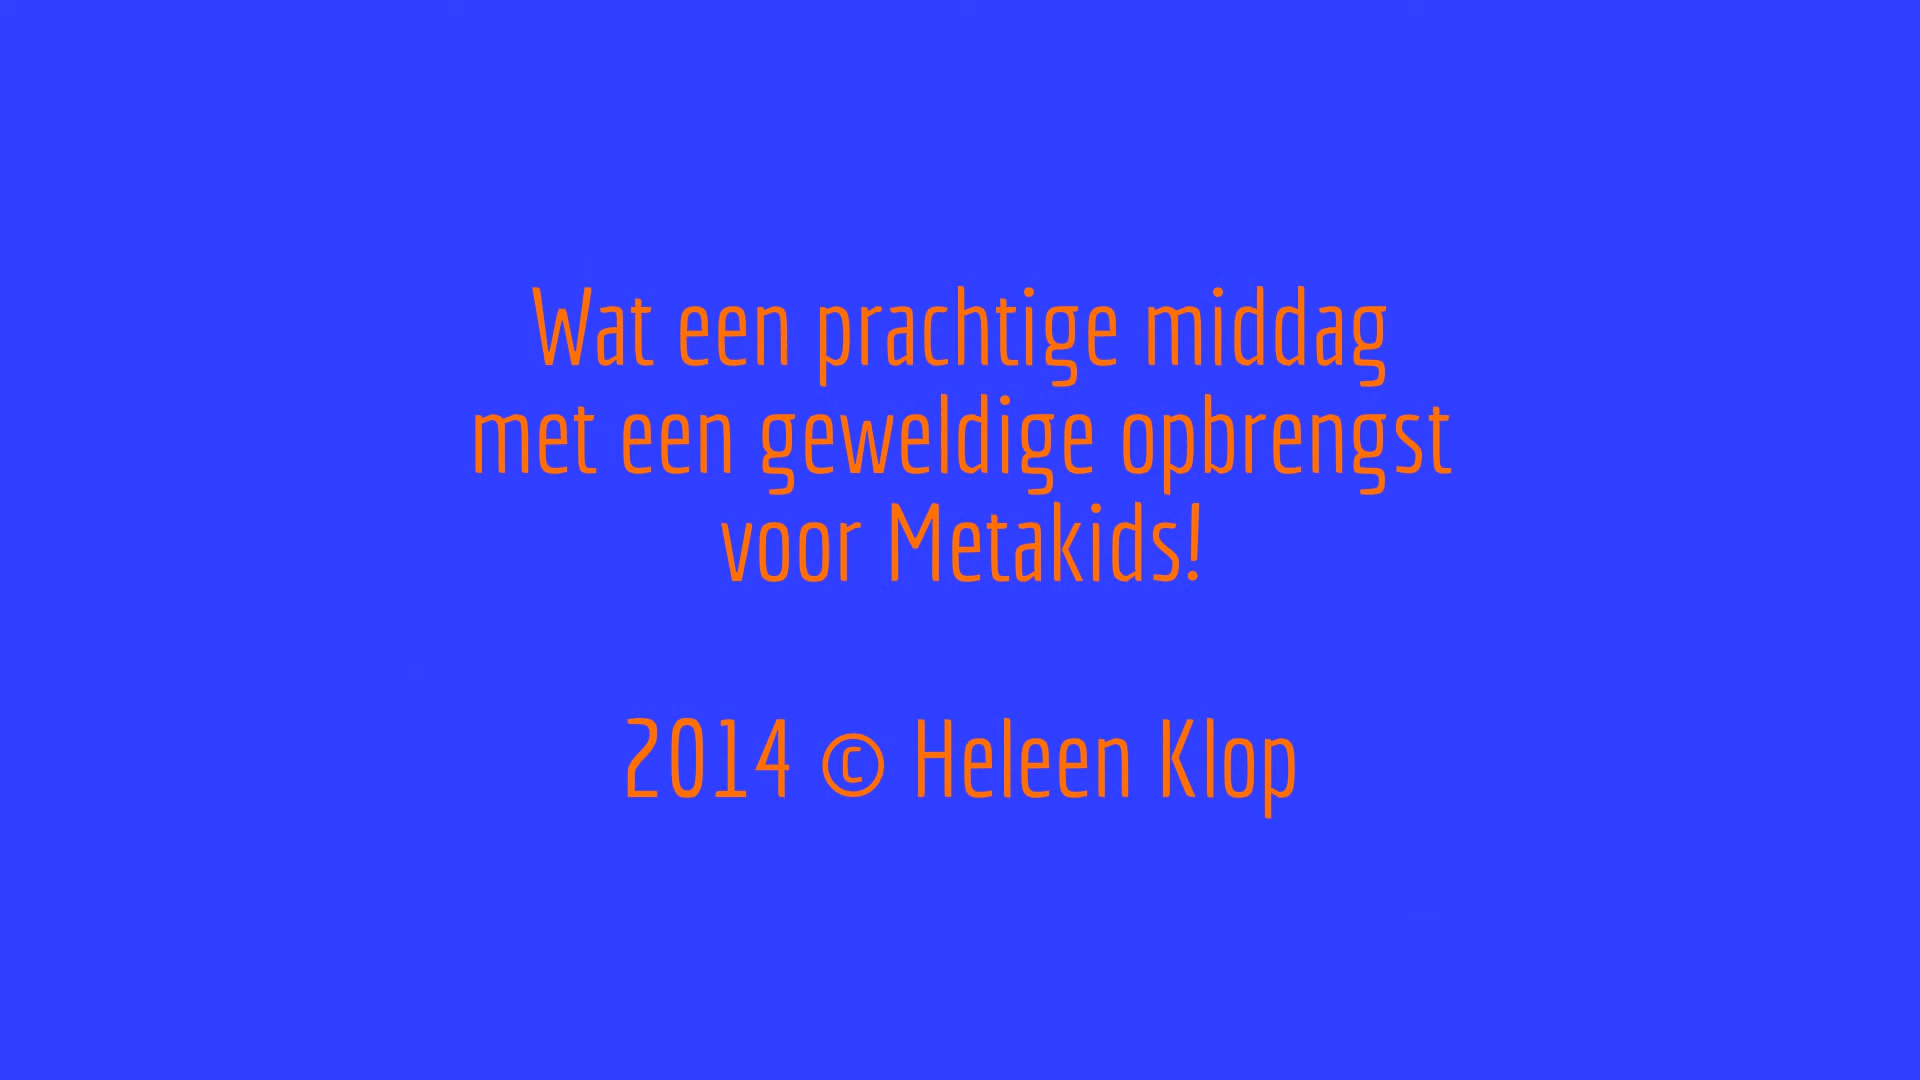 Wat een prachtige middag
met een geweldige opbrengst
voor Metakids!
2014 © Heleen Klop